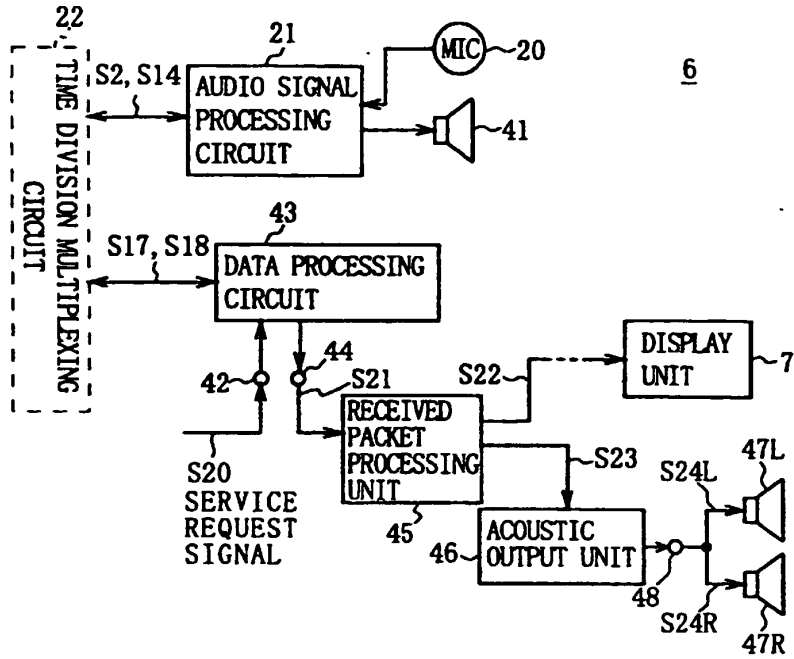 22
TIME DIVISION MULTIPLEXING
CIRCUIT
S2, S14
21
AUDIO SIGNAL
PROCESSING
CIRCUIT
MIC
20
41
6
S17, S18
43
DATA PROCESSING
CIRCUIT
42
44
S21
S20
SERVICE
REQUEST
SIGNAL
RECEIVED
PACKET
PROCESSING
UNIT
45
S22
DISPLAY
UNIT
7
S23
ACOUSTIC
OUTPUT UNIT
46
48
S24L
47L
S24R
47R